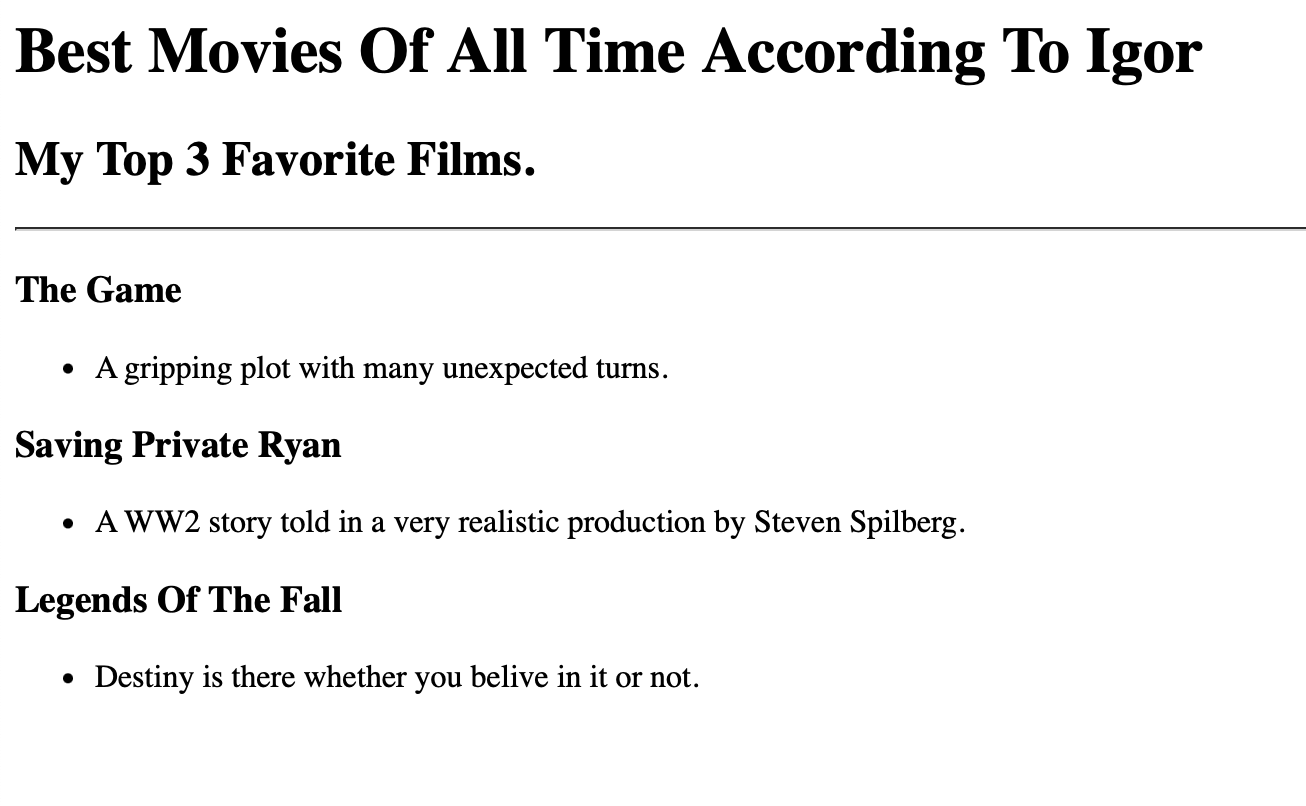 Best Movies Of All Time According To Igor
My Top 3 Favorite Films.
The Game
• A gripping plot with many unexpected turns.
Saving Private Ryan
• A WW2 story told in a very realistic production by Steven Spilberg.
Legends Of The Fall
• Destiny is there whether you belive in it or not.